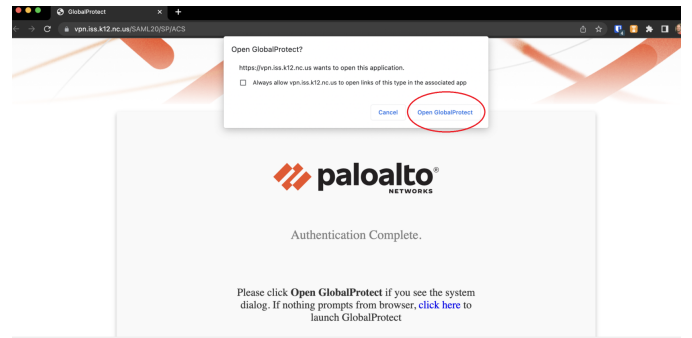 GlobalProtect
vpn.iss.k12.nc.us/SAML20/SP/ACS
Open GlobalProtect?
https://vpn.iss.k12.nc.us wants to open this application.
Always allow vpn.iss.k12.nc.us to open links of this type in the associated app
Cancel Open GlobalProtect
paloalto®
NETWORKS
Authentication Complete.
Please click Open GlobalProtect if you see the system
dialog. If nothing prompts from browser, click here to
launch GlobalProtect